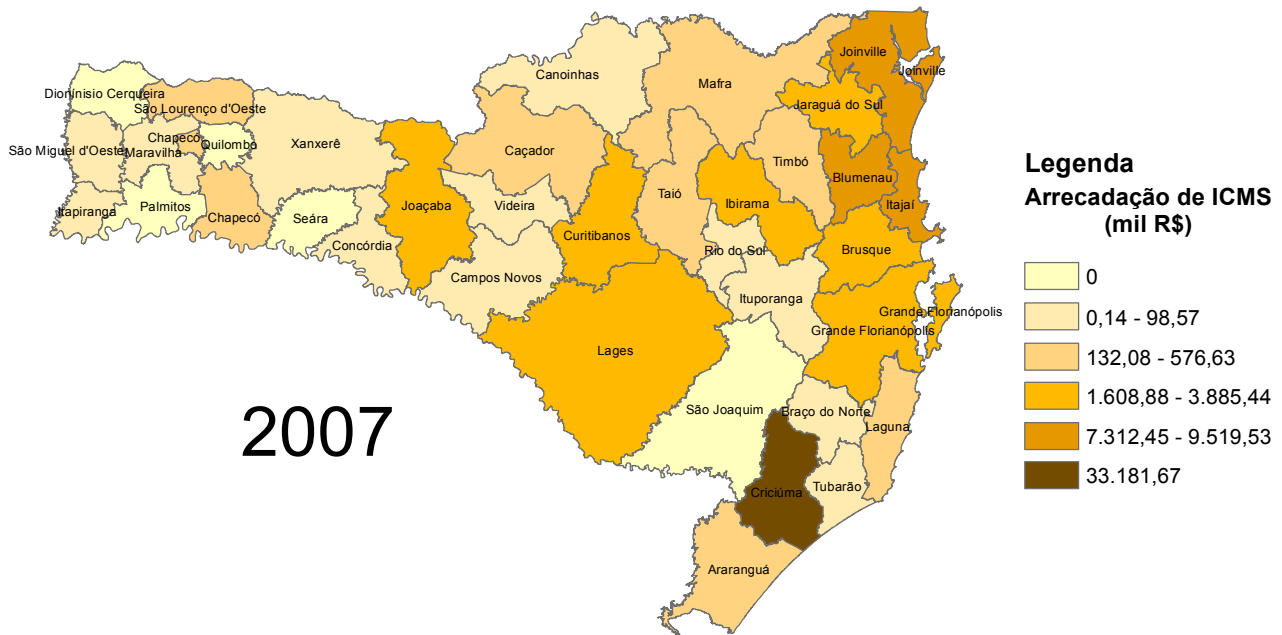 Joinville
Joinville
Canoinhas
Mafra
Dionínisio Cerqueira
São Lourenço d'Oeste
Jaraguá do Sul
Chapecó
São Miguel d'Oeste
Maravilha
Quilombo
Xanxerê
Caçador
Timbó
Blumenau
Taió
Itajaí
Itapiranga
Palmitos
Chapecó
Seára
Joaçaba
Videira
Ibirama
Concórdia
Curitibanos
Rio do Sul
Brusque
Campos Novos
Ituporanga
Grande Florianópolis
Grande Florianópolis
Lages
São Joaquim
Braço do Norte
Laguna
Criciúma
Tubarão
Araranguá
2007
Legenda
Arrecadação de ICMS
(mil R$)
0
0,14 - 98,57
132,08 - 576,63
1.608,88 - 3.885,44
7.312,45 - 9.519,53
33.181,67